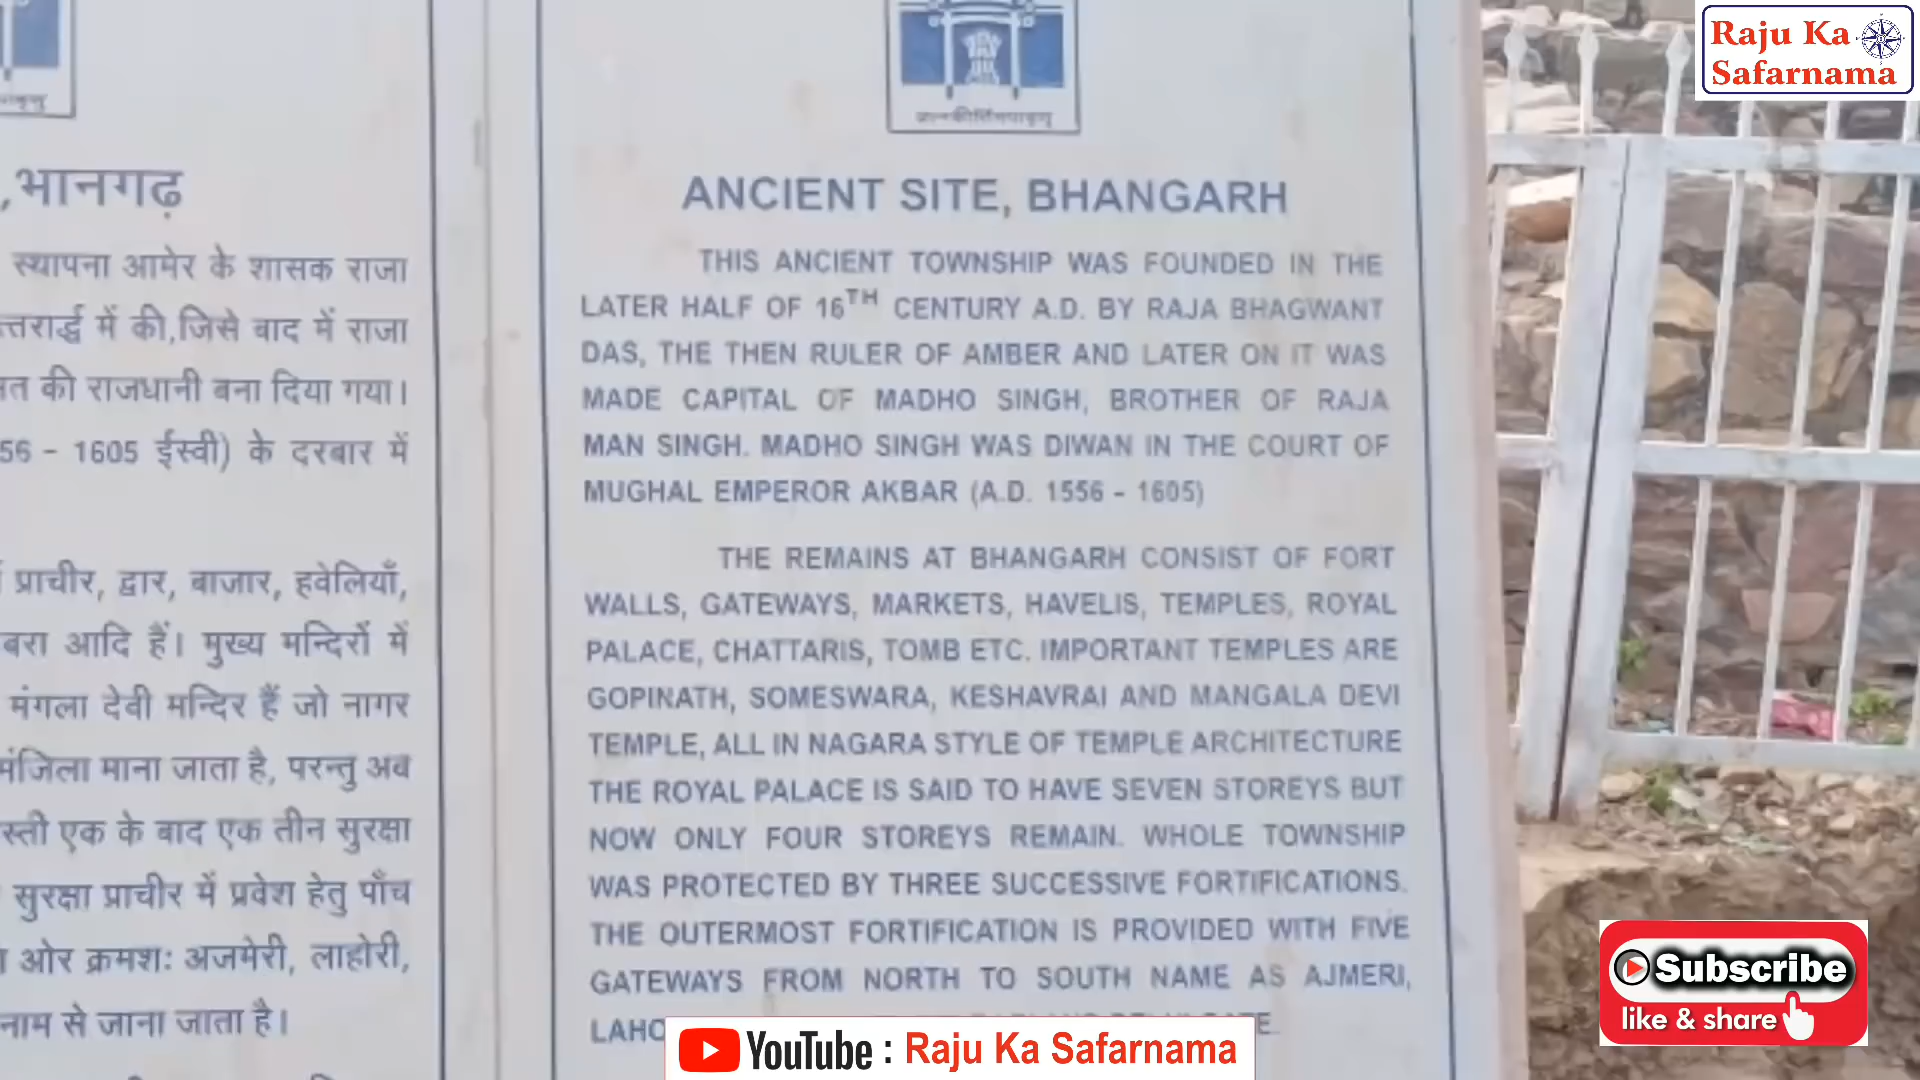 ,भानगढ़
स्थापना आमेर के शासक राजा
त्तरार्द्ध में की,जिसे बाद में राजा
की राजधानी बना दिया गया।
56 - 1605 ईस्वी) के दरबार में
प्राचीर, द्वार, बाजार, हवेलियाँ,
बरा आदि हैं। मुख्य मन्दिरों में
मंगला देवी मन्दिर हैं जो नागर
मंजिला माना जाता है, परन्तु अब
स्ती एक के बाद एक तीन सुरक्षा
सुरक्षा प्राचीर में प्रवेश हेतु पाँच
ओर क्रमश: अजमेरी, लाहोरी,
नाम से जाना जाता है।
ANCIENT SITE, BHANGARH
THIS ANCIENT TOWNSHIP WAS FOUNDED IN THE
LATER HALF OF 16TH CENTURY A.D. BY RAJA BHAGWANT
DAS, THE THEN RULER OF AMBER AND LATER ON IT WAS
MADE CAPITAL OF MADHO SINGH, BROTHER OF RAJA
MAN SINGH. MADHO SINGH WAS DIWAN IN THE COURT OF
MUGHAL EMPEROR AKBAR (A.D. 1556 - 1605)
THE REMAINS AT BHANGARH CONSIST OF FORT
WALLS, GATEWAYS, MARKETS, HAVELIS, TEMPLES, ROYAL
PALACE, CHATTARIS, TOMB ETC. IMPORTANT TEMPLES ARE
GOPINATH, SOMESWARA, KESHAVRAI AND MANGALA DEVI
TEMPLE, ALL IN NAGARA STYLE OF TEMPLE ARCHITECTURE
THE ROYAL PALACE IS SAID TO HAVE SEVEN STOREYS BUT
NOW ONLY FOUR STOREYS REMAIN. WHOLE TOWNSHIP
WAS PROTECTED BY THREE SUCCESSIVE FORTIFICATIONS.
THE OUTERMOST FORTIFICATION IS PROVIDED WITH FIVE
GATEWAYS FROM NORTH TO SOUTH NAME AS AJMERI,
LAHO
Raju Ka
Safarnama
Subscribe
like & share
YouTube : Raju Ka Safarnama